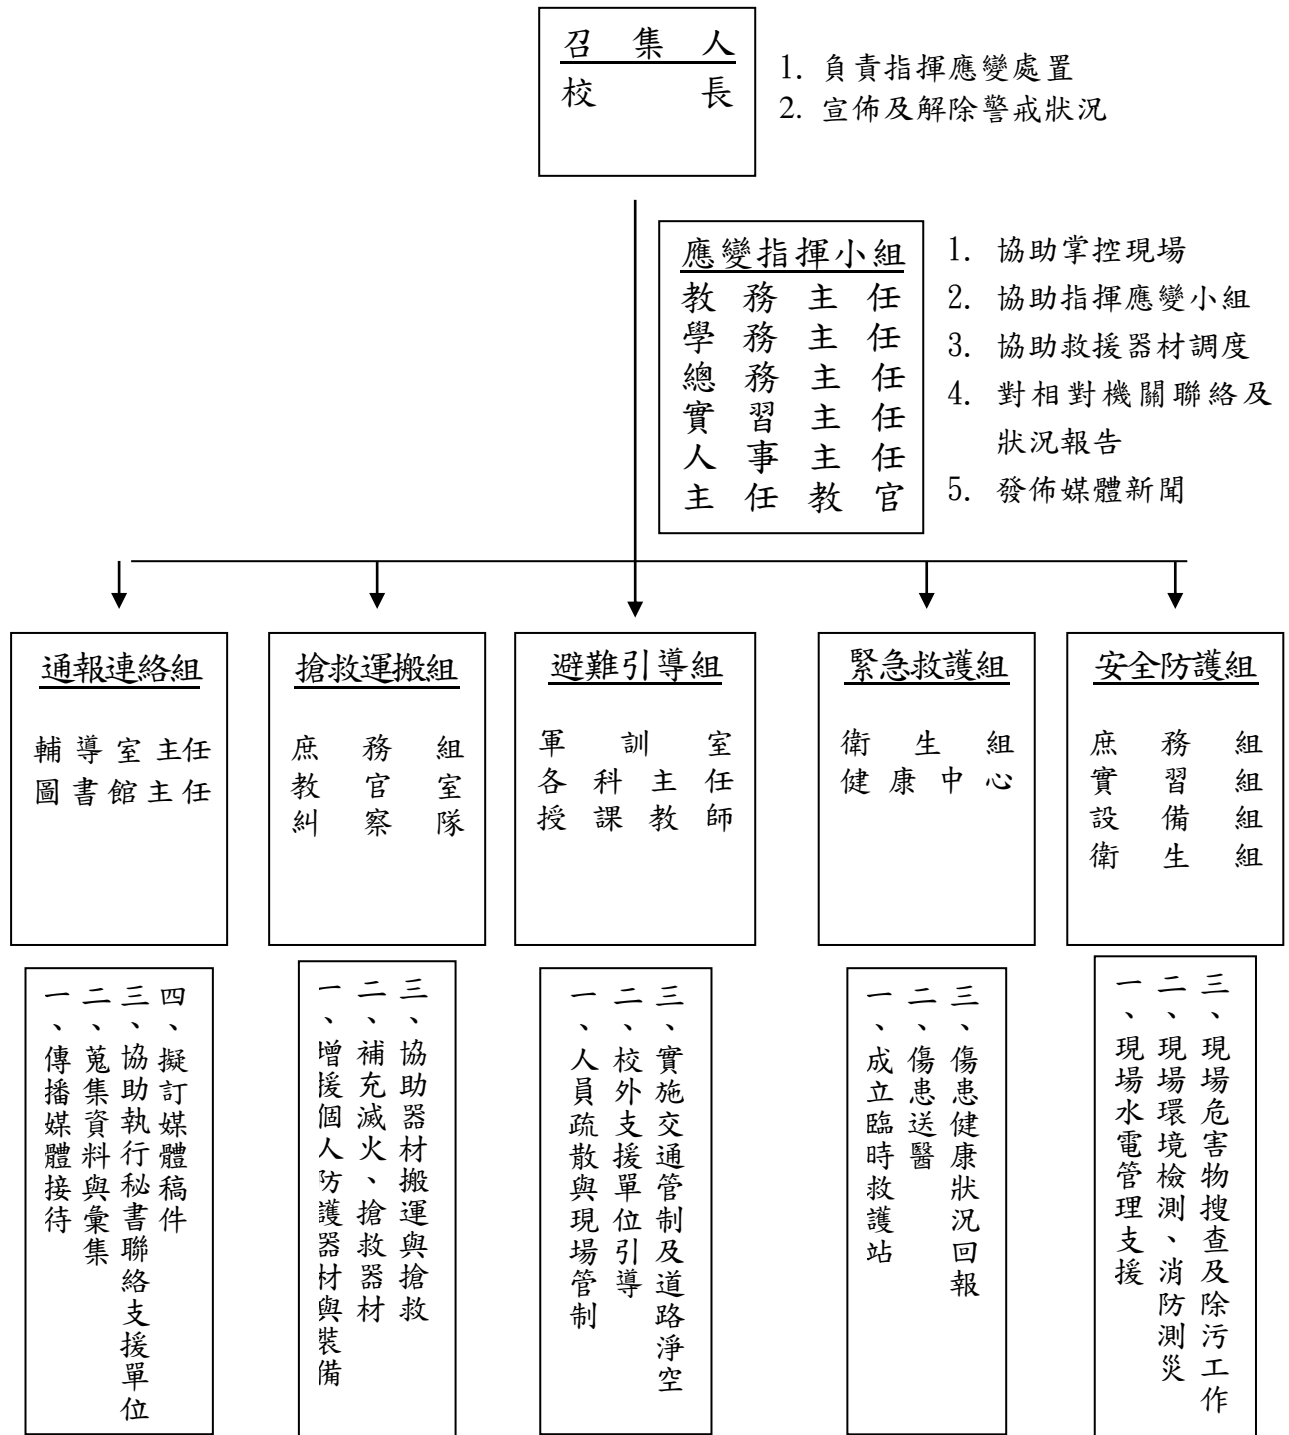 召集人
校長
1. 負責指揮應變處置
2. 宣佈及解除警戒狀況
應變指揮小組
教務主任
學務主任
總務主任
實習主任
人事主任
主任教官
1. 協助掌控現場
2. 協助指揮應變小組
3. 協助救援器材調度
4. 對相對機關聯絡及
狀況報告
5. 發佈媒體新聞
通報連絡組
輔導室主任
圖書館主任
搶救運搬組
庶務組
教官室
糾察隊
避難引導組
軍訓室
各科主任
授課教師
緊急救護組
衛生組
健康中心
安全防護組
庶務組
實習組
設備組
衛生組
一、傳播媒體接待
二、蒐集資料與彙集
三、協助執行秘書聯絡支援單位
四、擬訂媒體稿件
一、增援個人防護器材與裝備
二、補充滅火、搶救器材
三、協助器材搬運與搶救
一、人員疏散與現場管制
二、校外支援單位引導
三、實施交通管制及道路淨空
一、成立臨時救護站
二、傷患送醫
三、傷患健康狀況回報
一、現場水電管理支援
二、現場環境檢測、消防測災
三、現場危害物搜查及除污工作